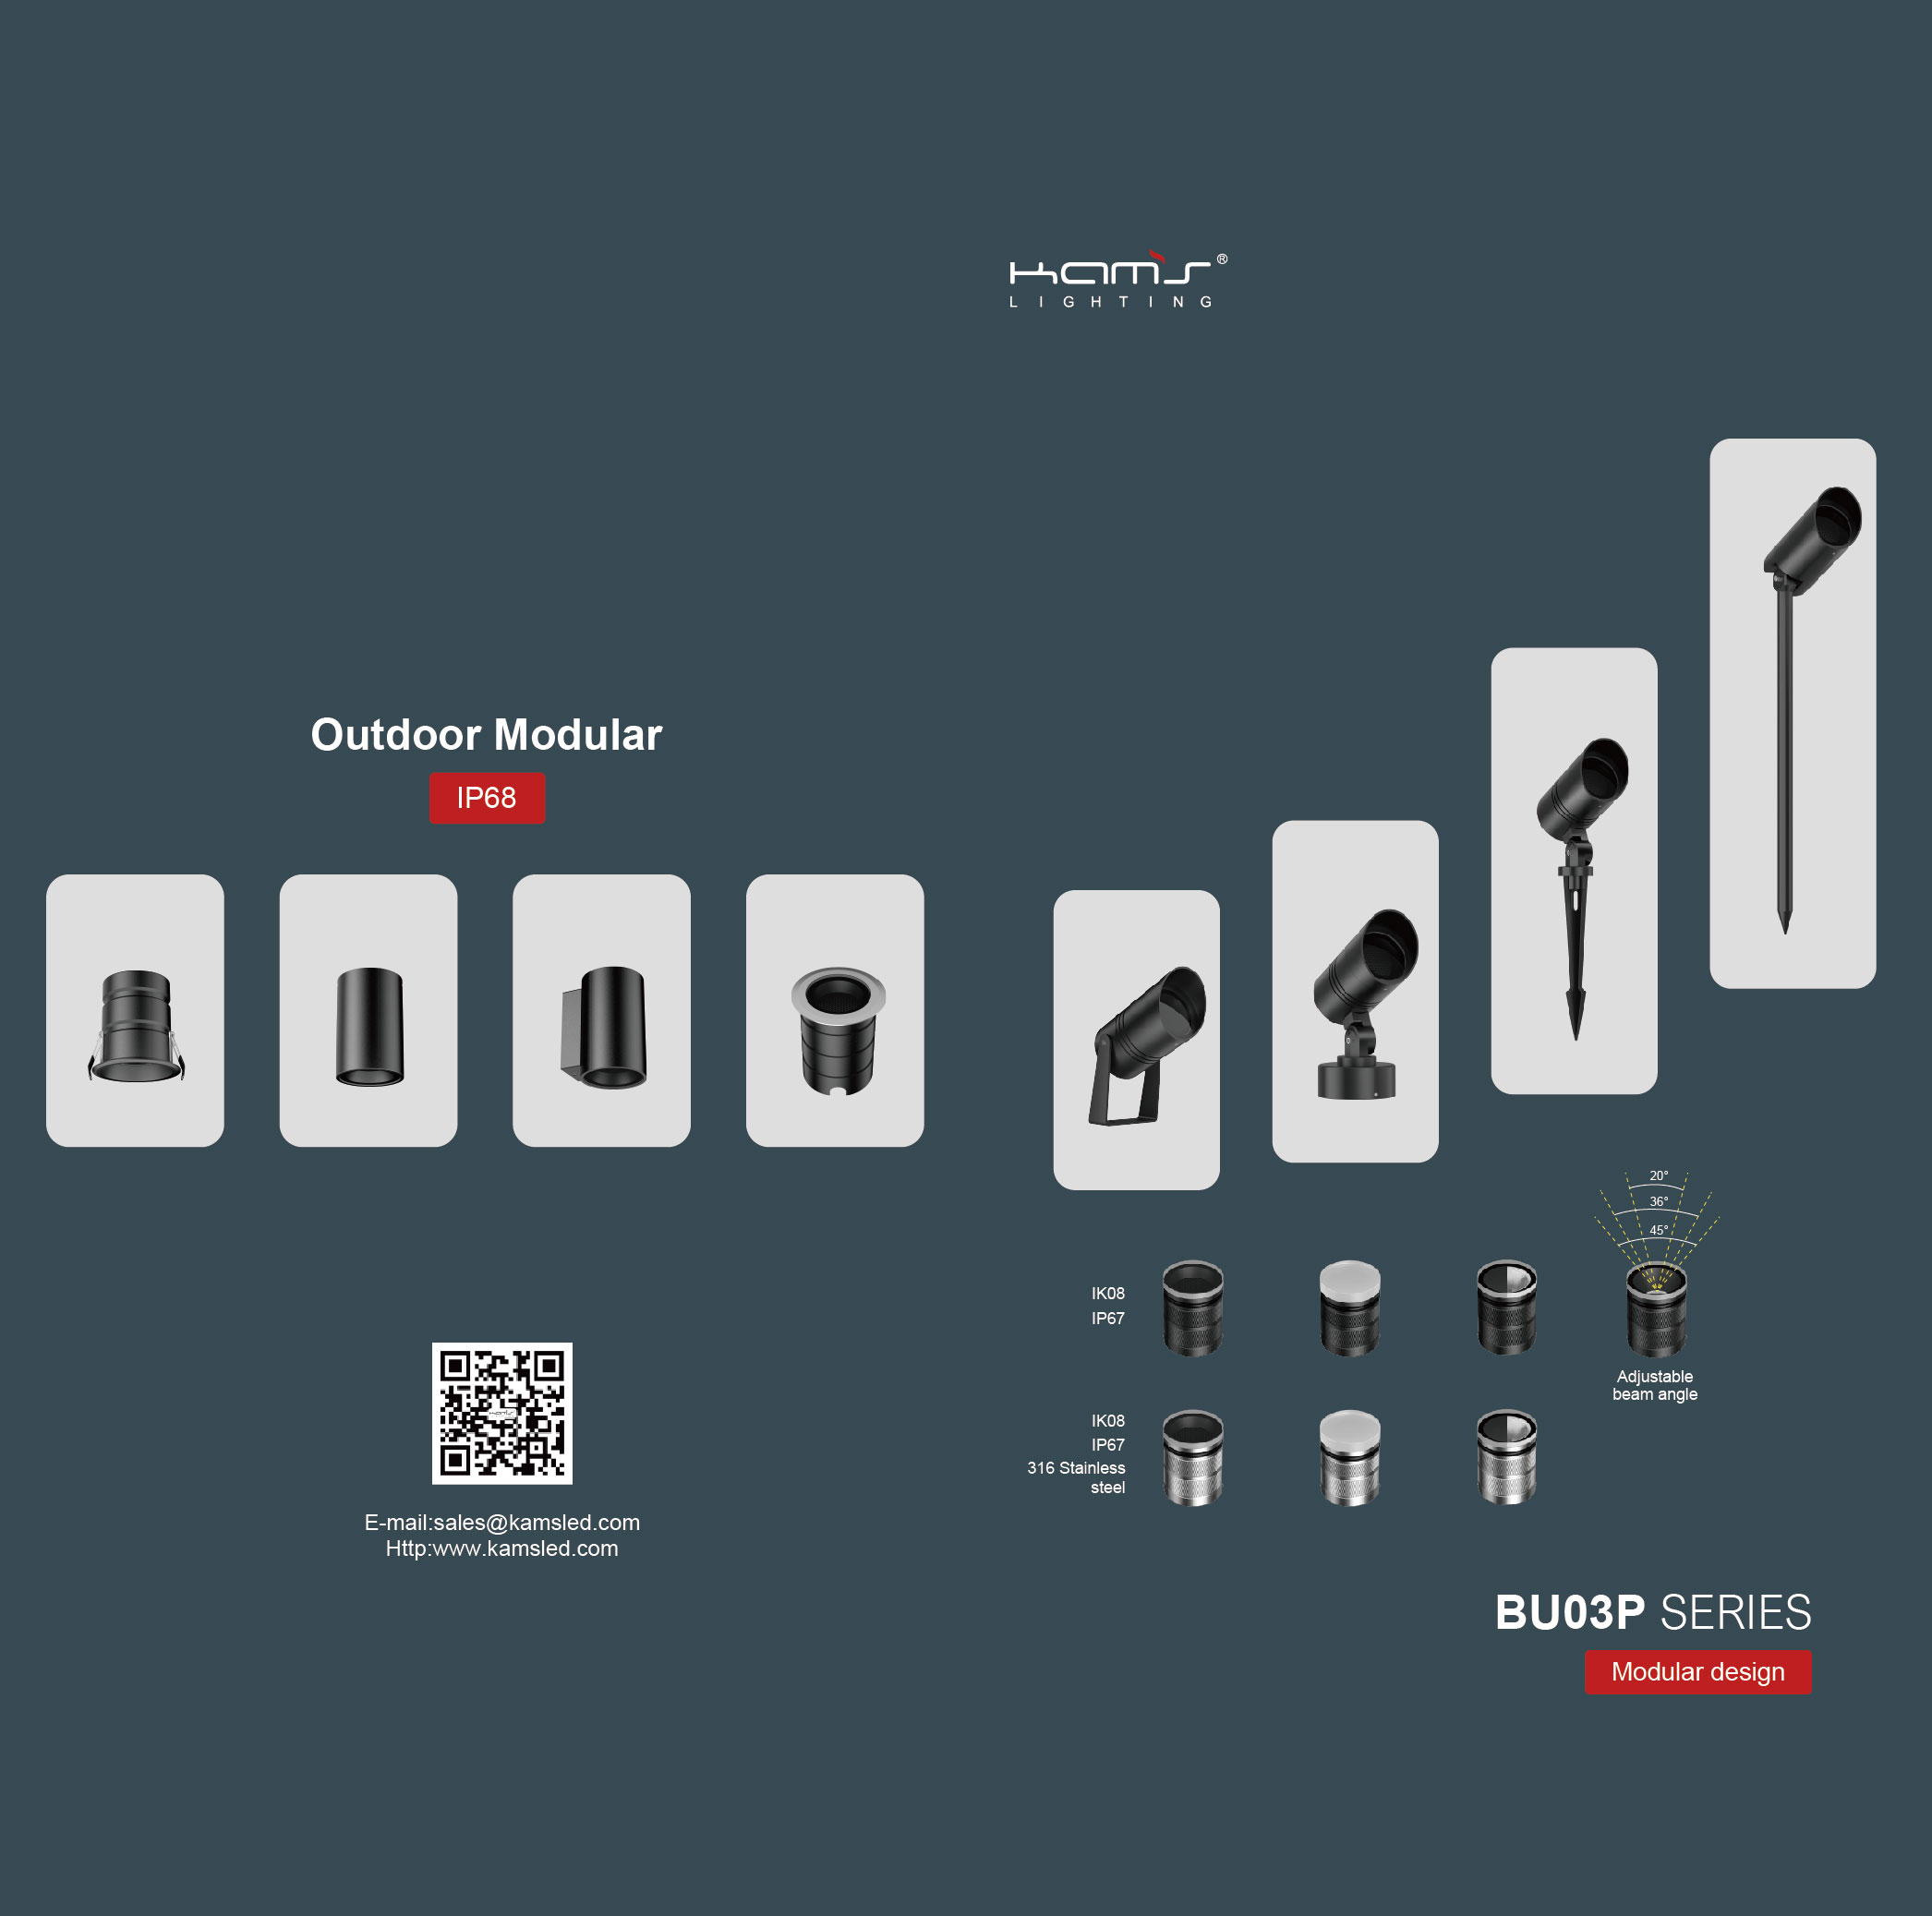 Kam's®
LIGHTING
Outdoor Modular
IP68
20°
36°
45°
IK08
IP67
Adjustable
beam angle
IK08
IP67
316 Stainless
steel
E-mail:sales@kamsled.com
Http:www.kamsled.com
BU03P SERIES
Modular design